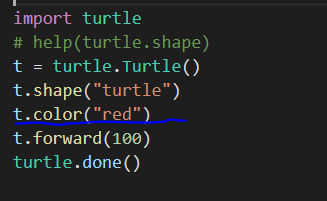 import turtle
# help(turtle.shape)
t = turtle.Turtle()
t.shape("turtle")
t.color("red")
t.forward(100)
turtle.done()